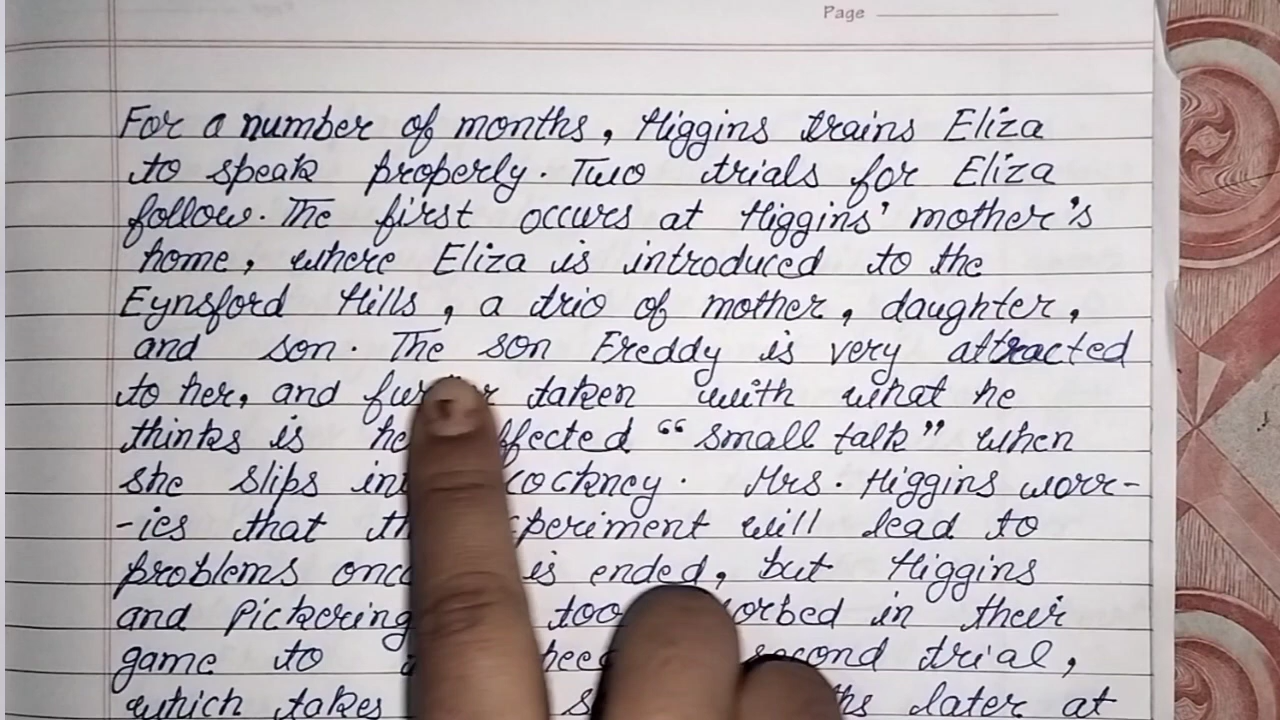 Page
For a number of months, Higgins trains Eliza
to speak properly. Two trials for Eliza
follow. The first occurs at Higgins' mother's
home, where Eliza is introduced to the
Eynsford Hills, a trio of mother, daughter,
and son. The son Freddy is very attracted
to her, and taken with what he
thinks is "small talk" when
she slips cockney. Mrs. Higgins worr-
-ies that will lead to
problems is ended, but Higgins
and Pickering too in their
game to second trial,
which takes later at